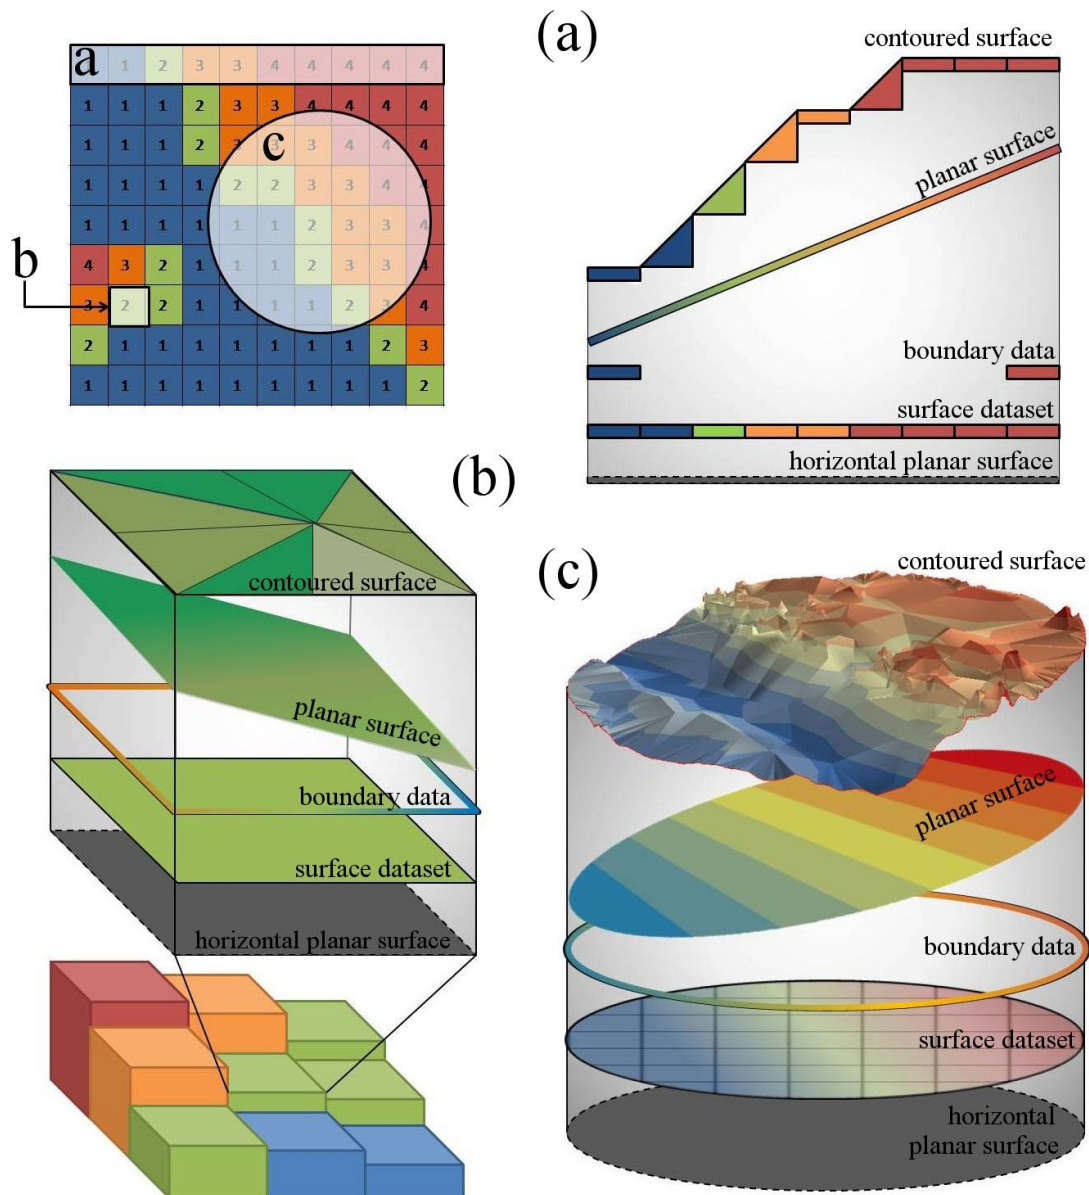 a 1 2 3 3 4 4 4 4 4
1 1 1 2 3 3 4 4 4 4
1 1 1 2 3 3 3 4 4 4
c
1 1 1 1 2 2 3 3 4 4
1 1 1 1 1 1 2 3 3 4
b
4 3 2 1 1 1 2 3 3 4
3 2 2 1 1 1 1 2 3 4
2 1 1 1 1 1 1 1 2 3
1 1 1 1 1 1 1 1 1 2
(a)
contoured surface
planar surface
boundary data
surface dataset
horizontal planar surface
(b)
contoured surface
planar surface
boundary data
surface dataset
horizontal planar surface
(c)
contoured surface
planar surface
boundary data
surface dataset
horizontal
planar surface